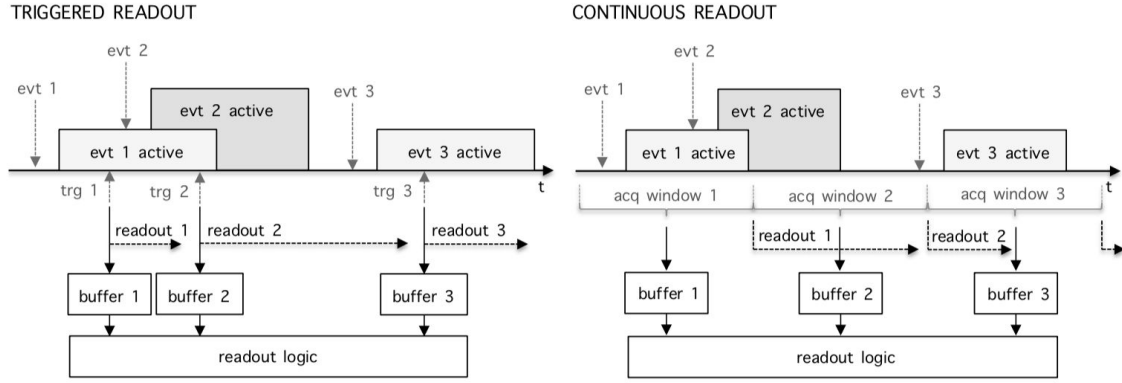 TRIGGERED READOUT
evt 2
evt 1
evt 3
evt 2 active
evt 1 active
evt 3 active
t
trg 1
trg 2
trg 3
readout 1
readout 2
readout 3
buffer 1
buffer 2
buffer 3
readout logic
CONTINUOUS READOUT
evt 2
evt 1
evt 3
evt 2 active
evt 1 active
evt 3 active
t
acq window 1
acq window 2
acq window 3
readout 1
readout 2
buffer 1
buffer 2
buffer 3
readout logic